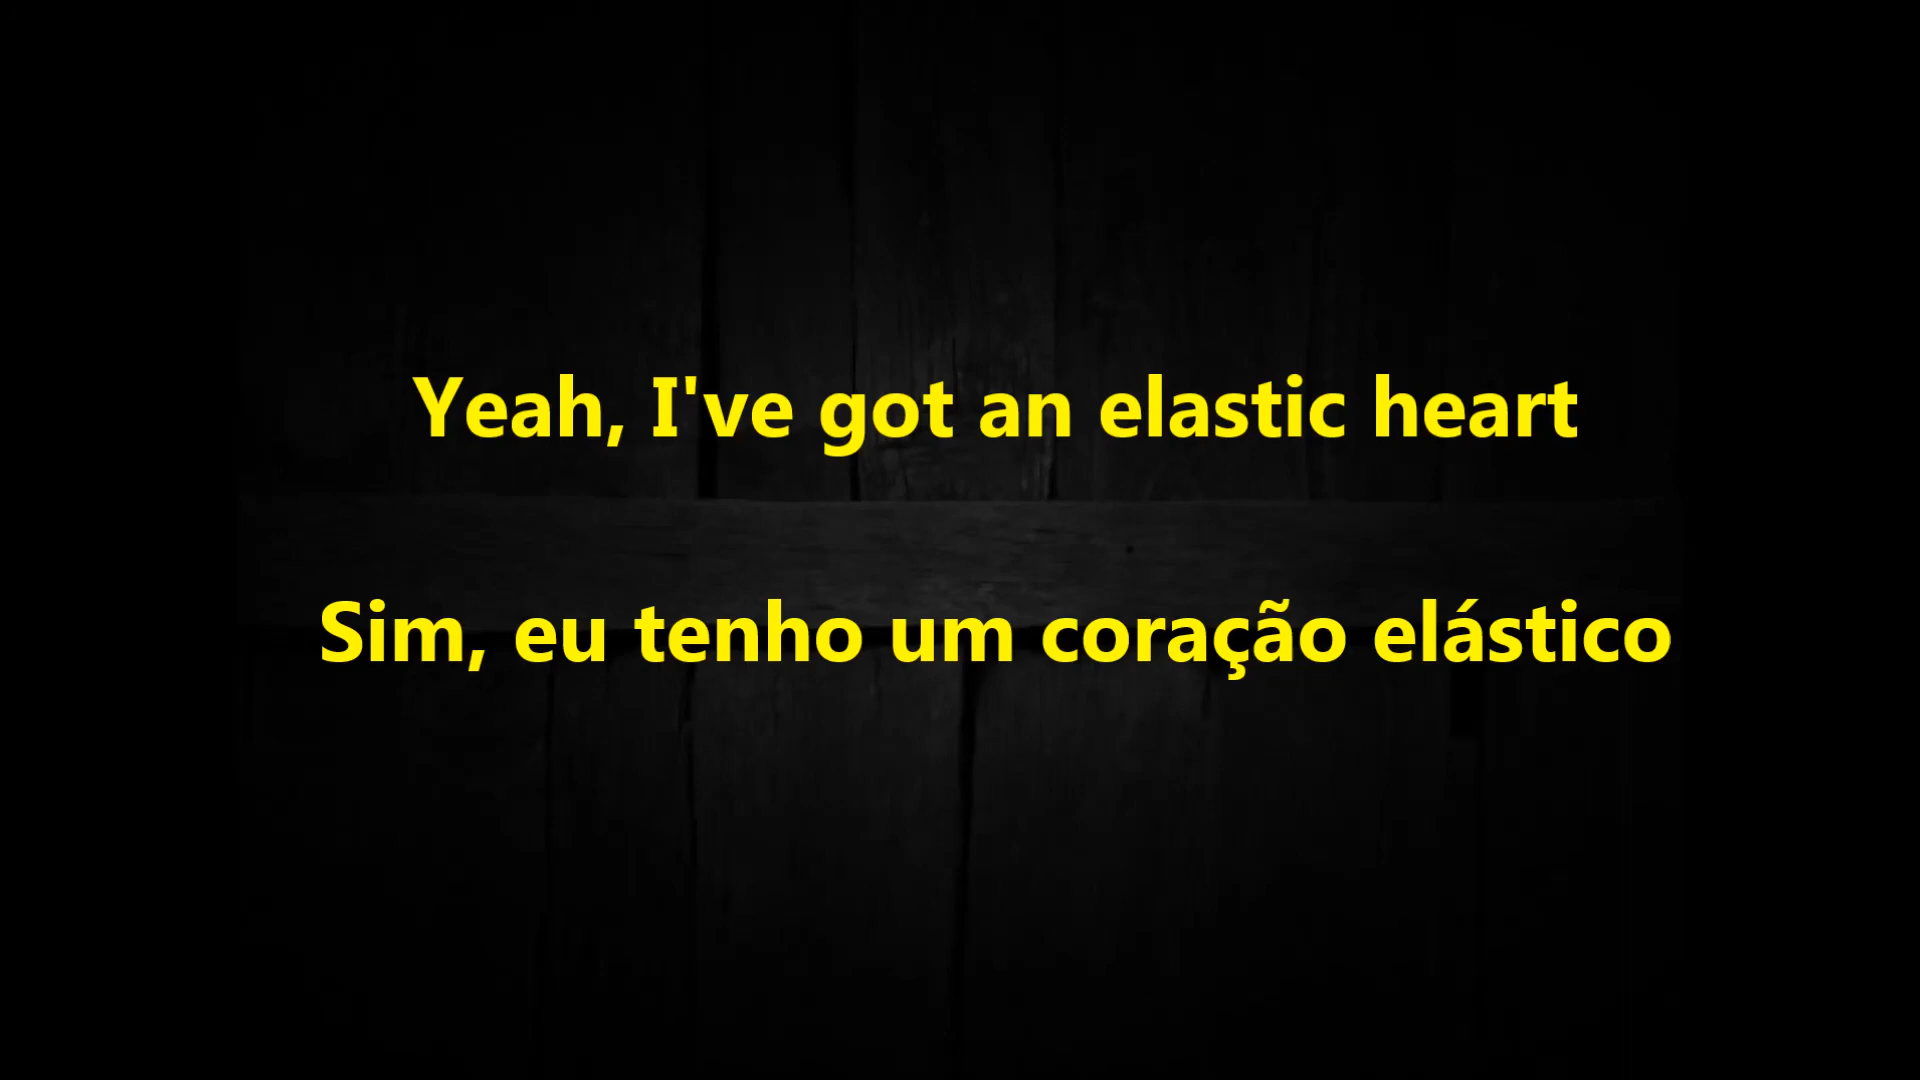 Yeah, I've got an elastic heart
Sim, eu tenho um coração elástico